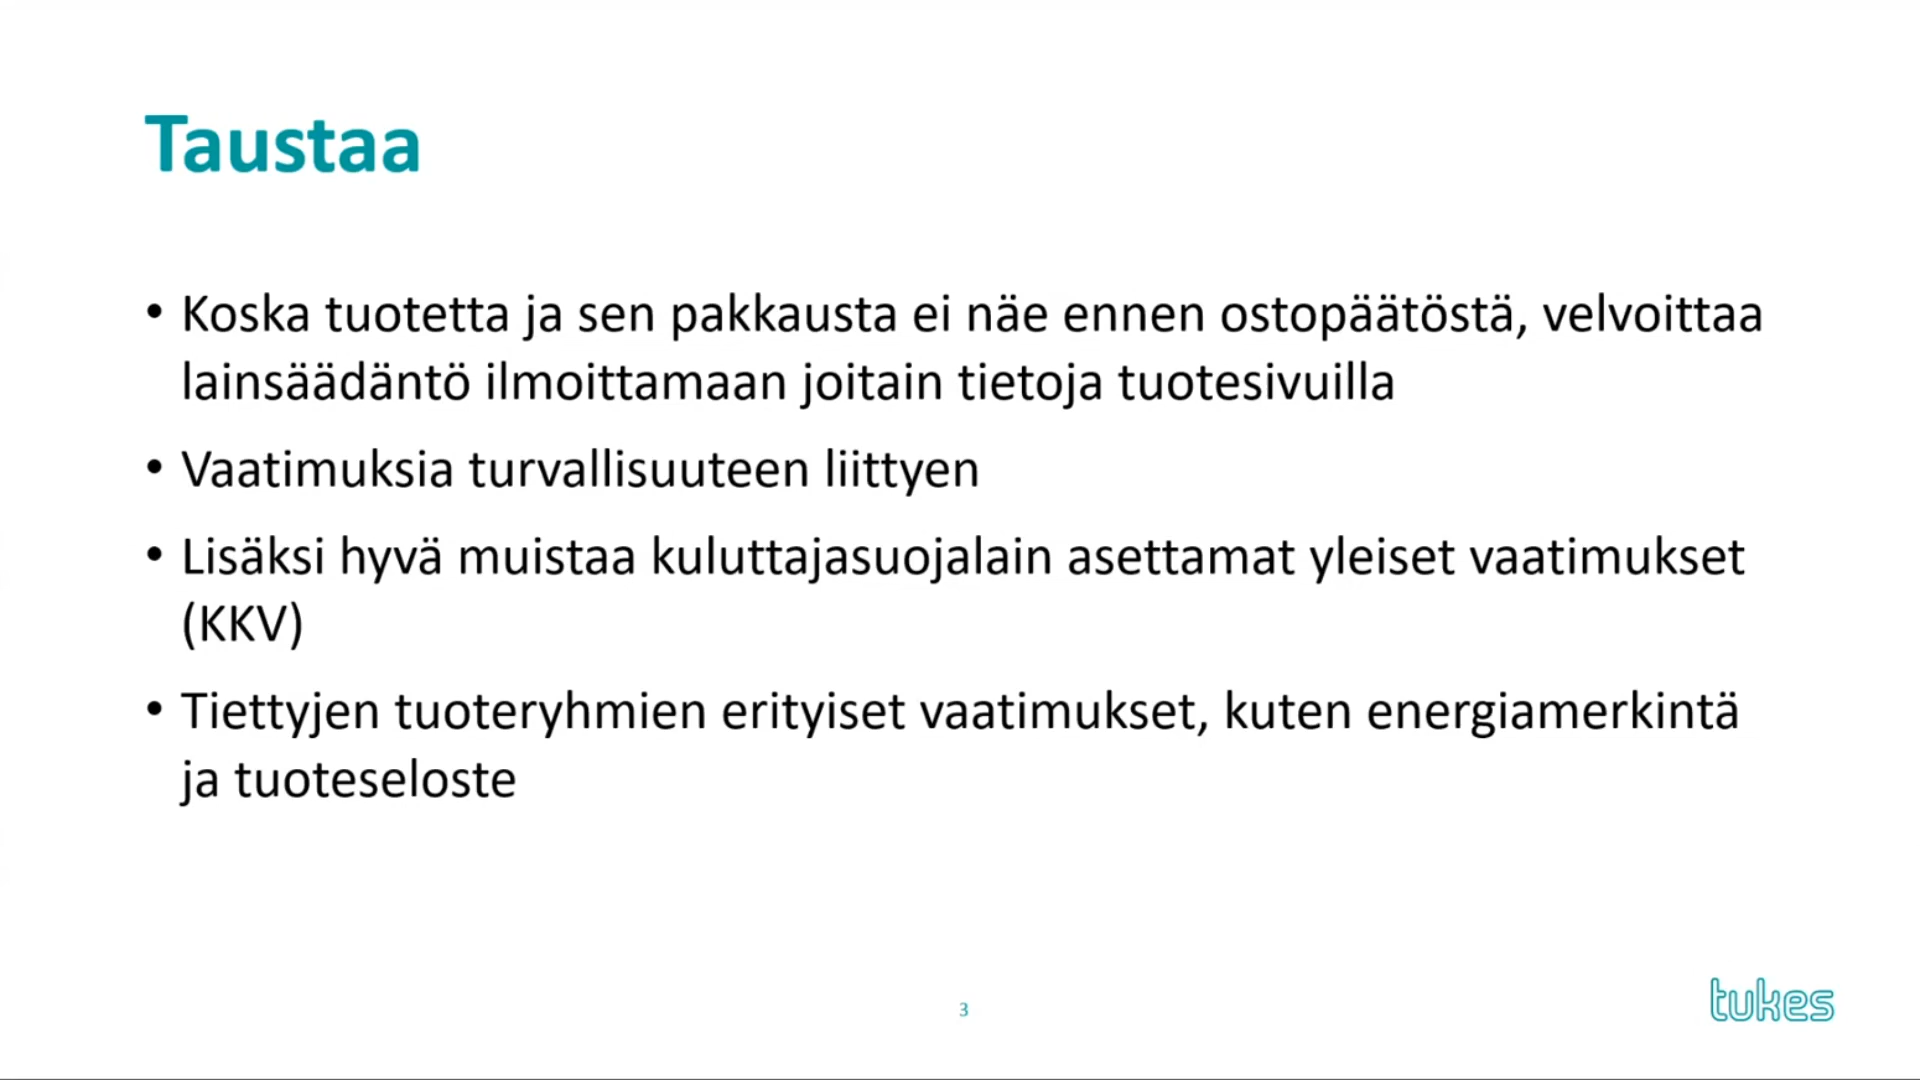 Taustaa
• Koska tuotetta ja sen pakkausta ei näe ennen ostopäätöstä, velvoittaa
lainsäädäntö ilmoittamaan joitain tietoja tuotesivuilla
• Vaatimuksia turvallisuuteen liittyen
• Lisäksi hyvä muistaa kuluttajasuojalain asettamat yleiset vaatimukset
(KKV)
• Tiettyjen tuoteryhmien erityiset vaatimukset, kuten energiamerkintä
ja tuoteseloste
3
tukes